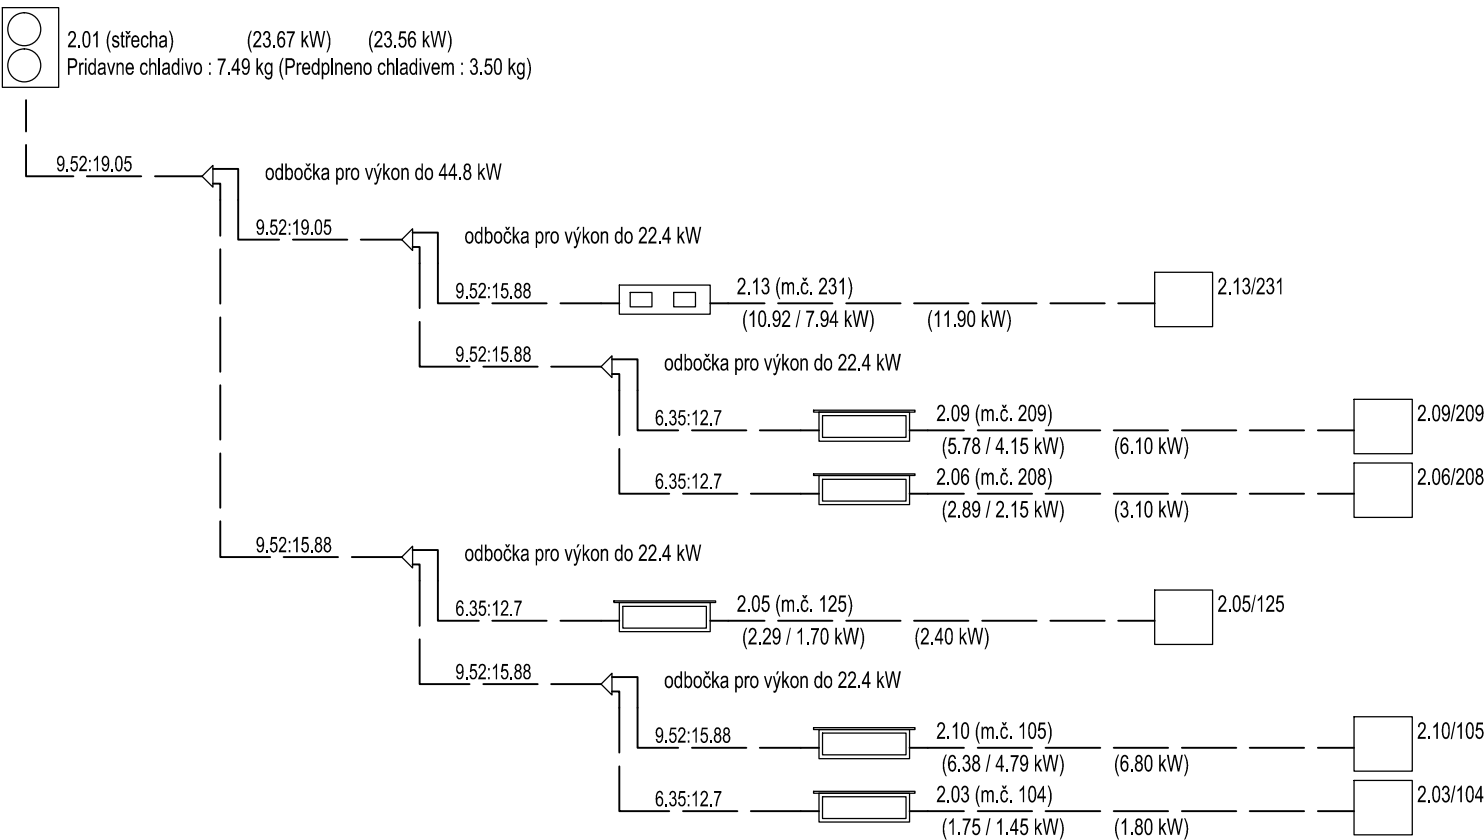 2.01 (střecha) (23.67 kW) (23.56 kW)
Pridavne chladivo : 7.49 kg (Predplneno chladivem : 3.50 kg)
9.52:19.05
odbočka pro výkon do 44.8 kW
9.52:19.05
odbočka pro výkon do 22.4 kW
9.52:15.88
2.13 (m.č. 231)
2.13/231
(10.92 / 7.94 kW) (11.90 kW)
9.52:15.88
odbočka pro výkon do 22.4 kW
6.35:12.7
2.09 (m.č. 209)
2.09/209
(5.78 / 4.15 kW) (6.10 kW)
6.35:12.7
2.06 (m.č. 208)
2.06/208
(2.89 / 2.15 kW) (3.10 kW)
9.52:15.88
odbočka pro výkon do 22.4 kW
6.35:12.7
2.05 (m.č. 125)
2.05/125
(2.29 / 1.70 kW) (2.40 kW)
9.52:15.88
odbočka pro výkon do 22.4 kW
9.52:15.88
2.10 (m.č. 105)
2.10/105
(6.38 / 4.79 kW) (6.80 kW)
6.35:12.7
2.03 (m.č. 104)
2.03/104
(1.75 / 1.45 kW) (1.80 kW)